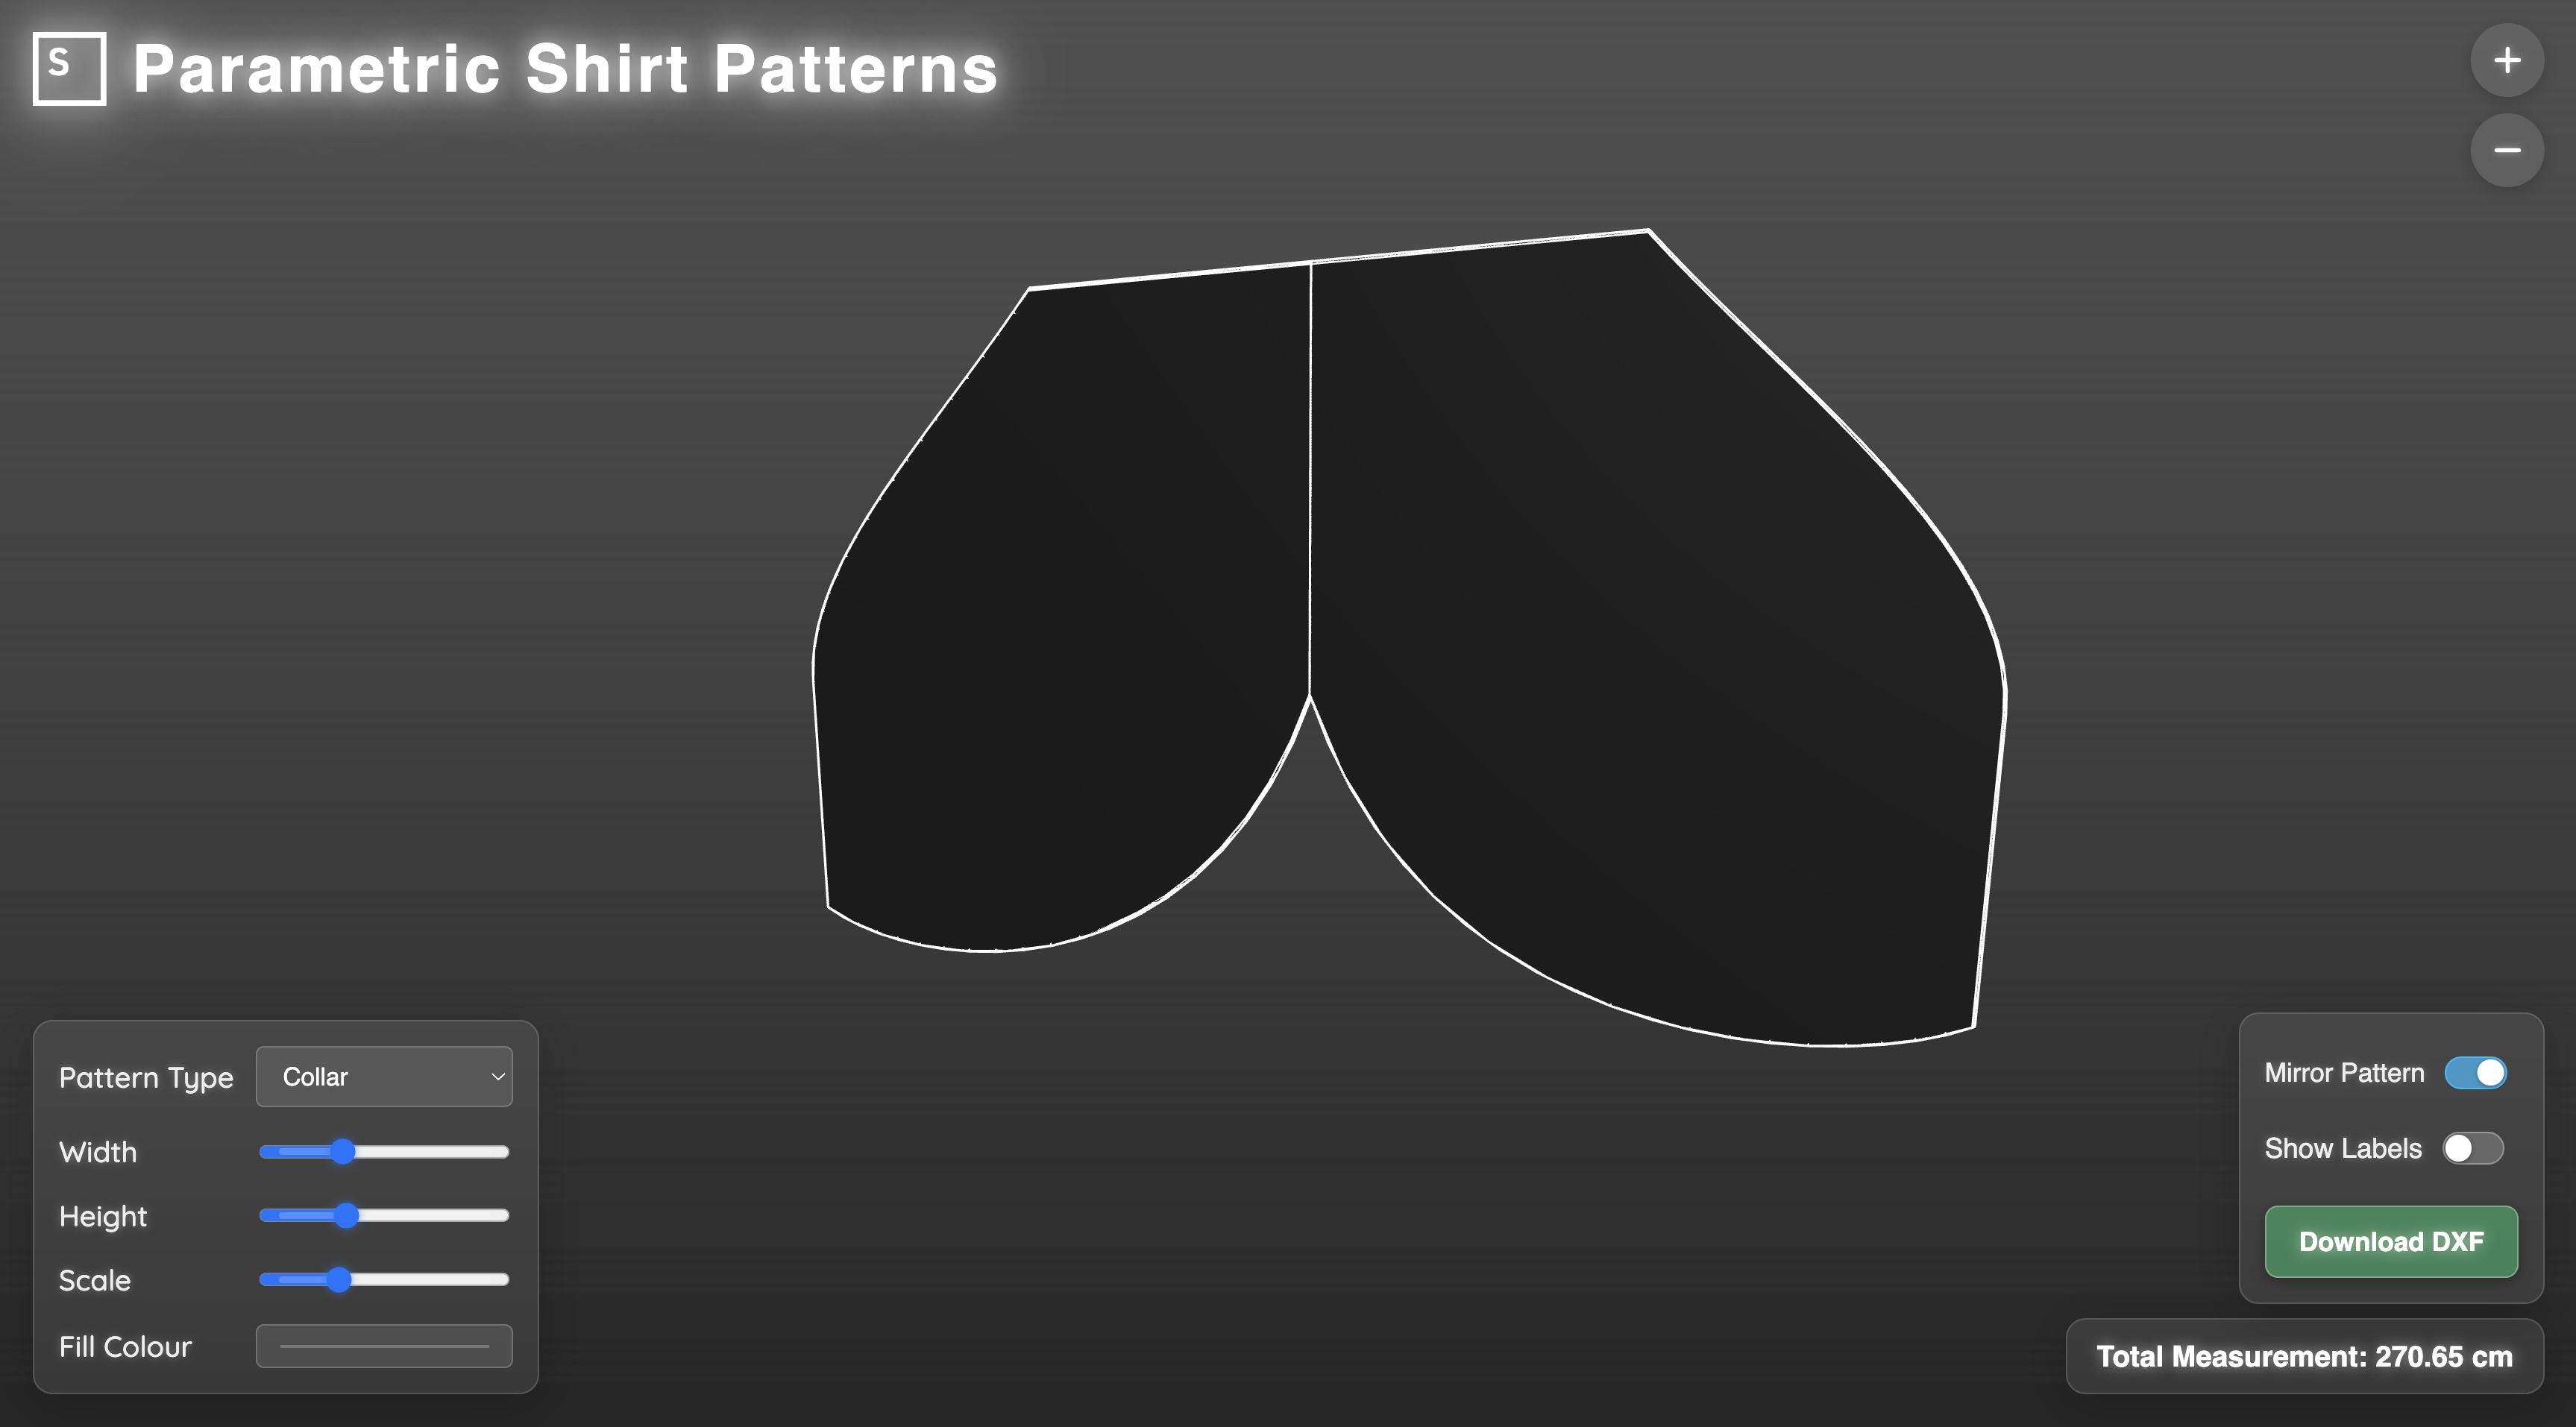 S
Parametric Shirt Patterns
+
−
Pattern Type
Collar
Width
Height
Scale
Fill Colour
Mirror Pattern
Show Labels
Download DXF
Total Measurement: 270.65 cm